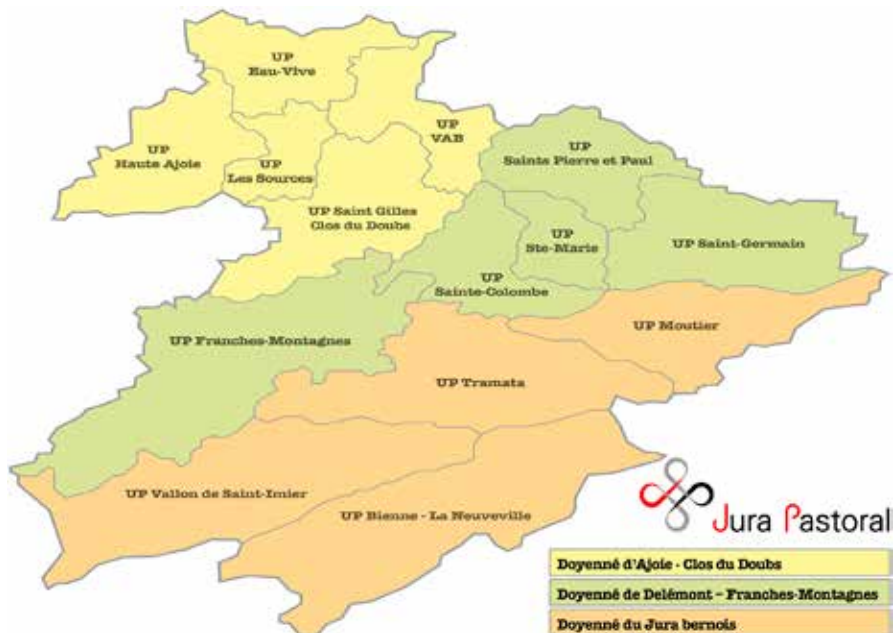 UP
Eau-Vive
UP
VAB
UP
Haute Ajoie
UP
Les Sources
UP
Saints Pierre et Paul
UP Saint Gilles
Clos du Doubs
UP
Ste-Marie
UP Saint-Germain
UP
Sainte-Colombe
UP Moutier
UP Franches-Montagnes
UP Tramata
UP Vallon de Saint-Imier
UP Bienne - La Neuveville
Jura Pastoral
Doyenné d'Ajoie - Clos du Doubs
Doyenné de Delémont – Franches-Montagnes
Doyenné du Jura bernois